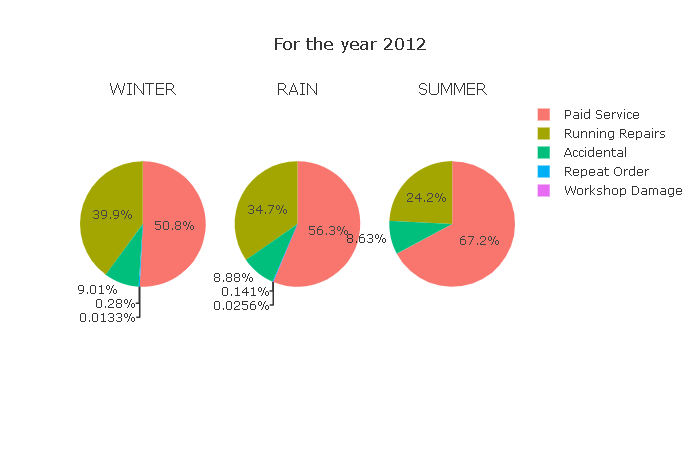 For the year 2012
WINTER
RAIN
SUMMER
Paid Service
Running Repairs
Accidental
Repeat Order
Workshop Damage
39.9%
50.8%
9.01%
0.28%
0.0133%
34.7%
56.3%
8.88%
0.141%
0.0256%
24.2%
67.2%
8.63%